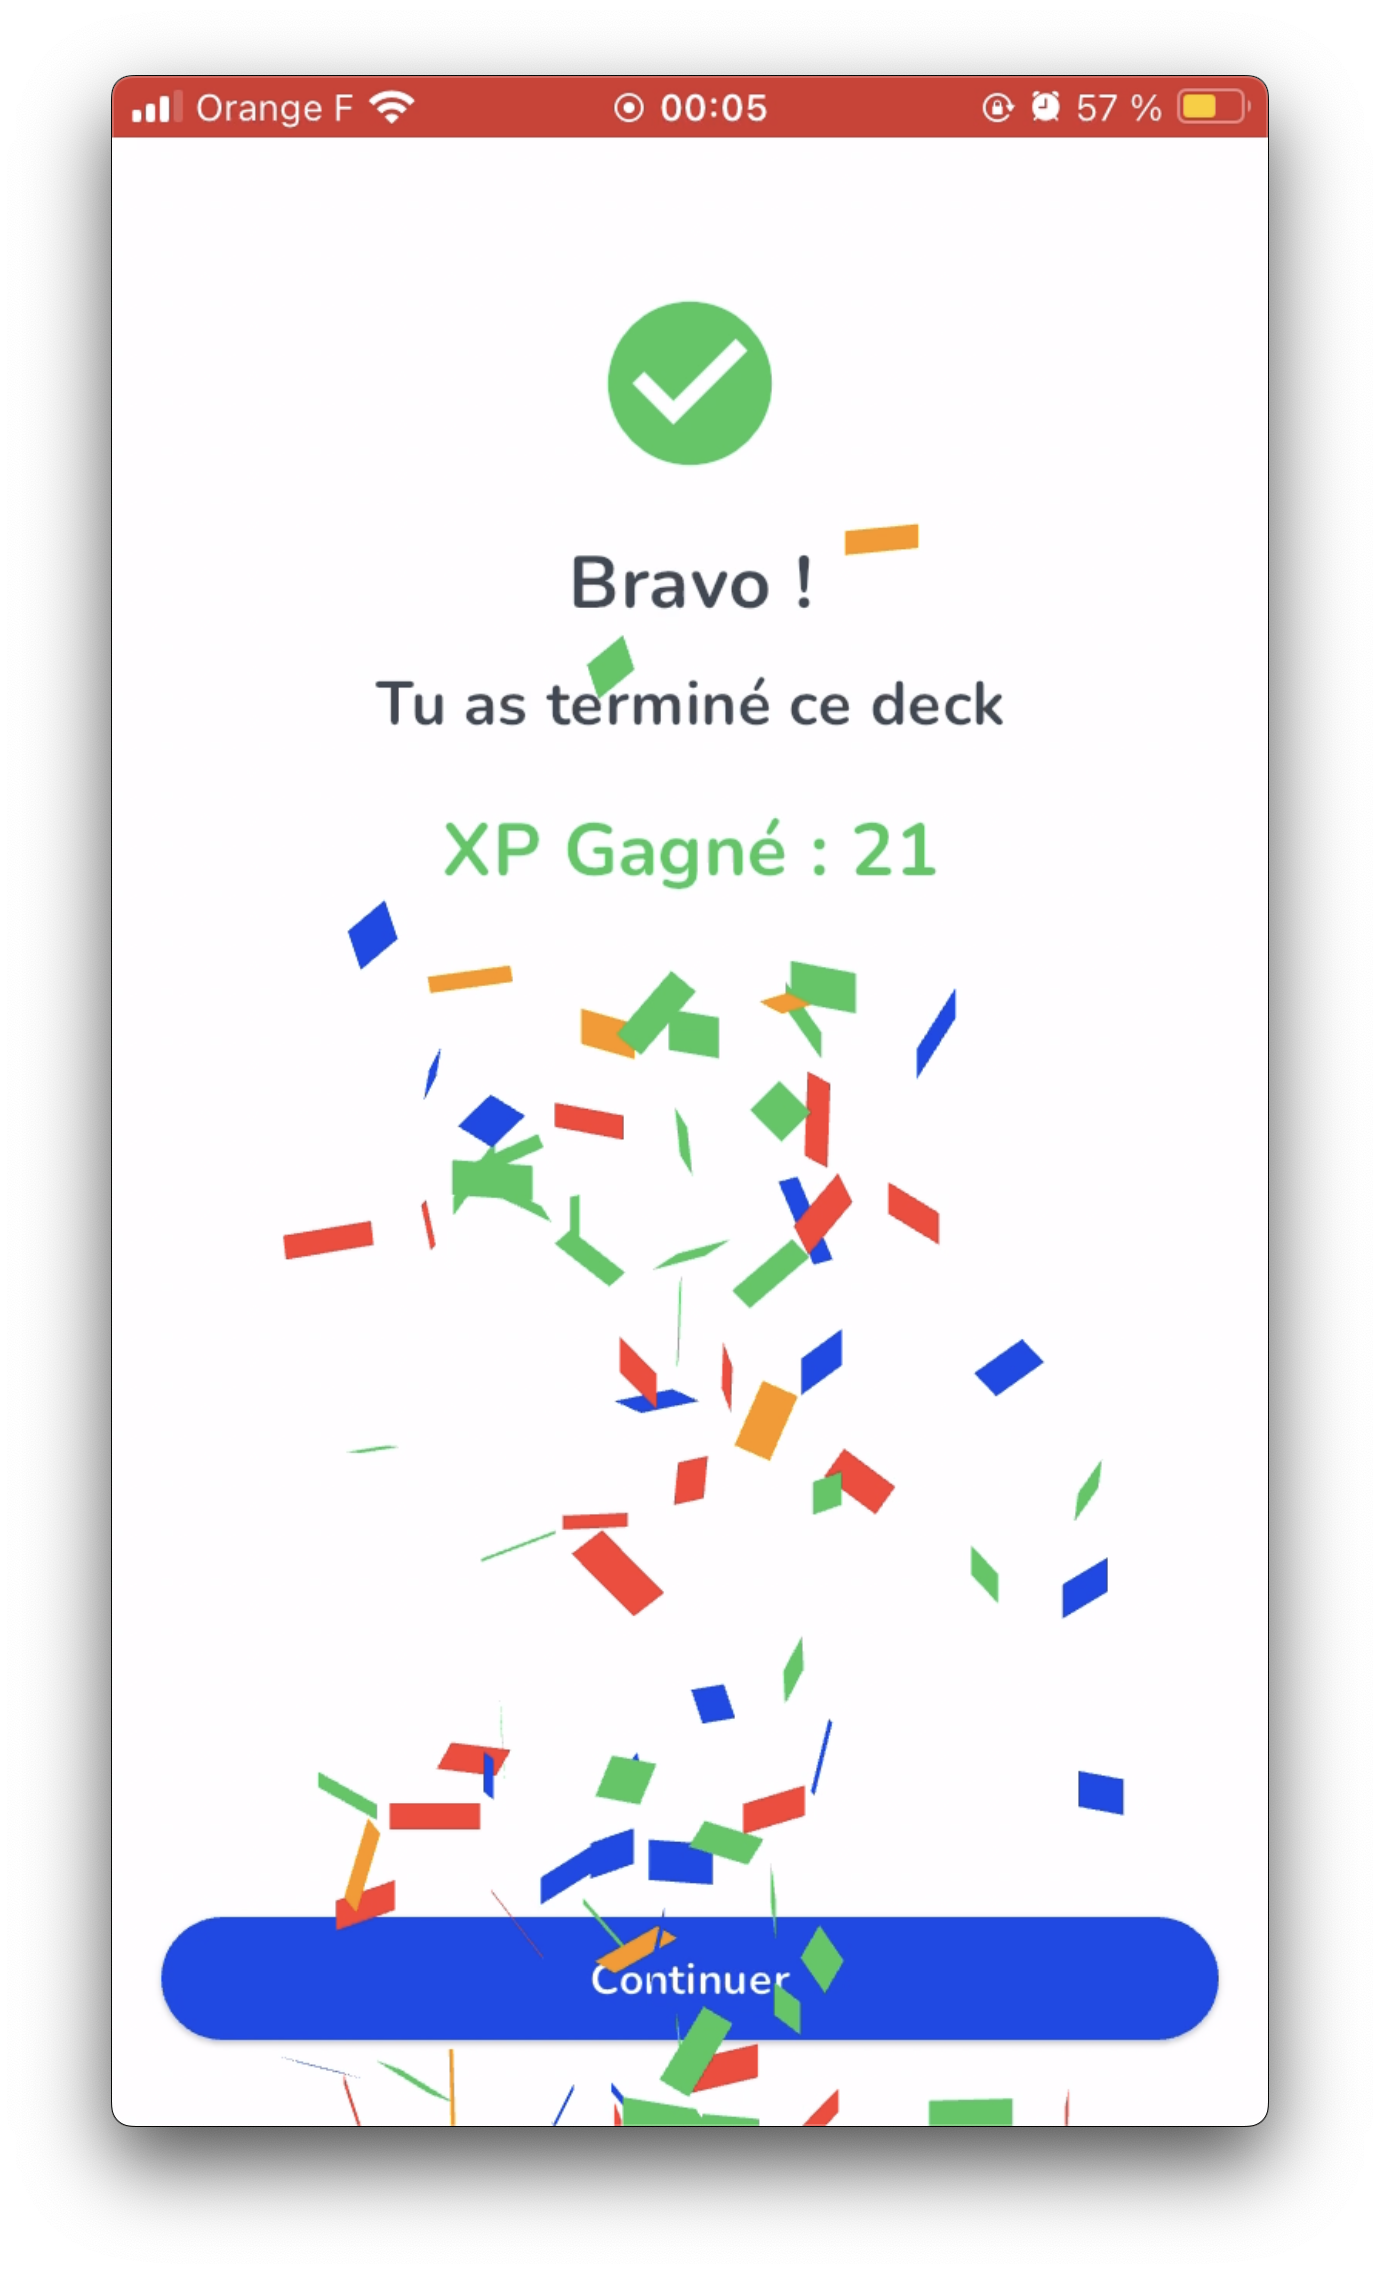 Orange F 00:05 57 %
Bravo !
Tu as terminé ce deck
XP Gagné : 21
Continuer